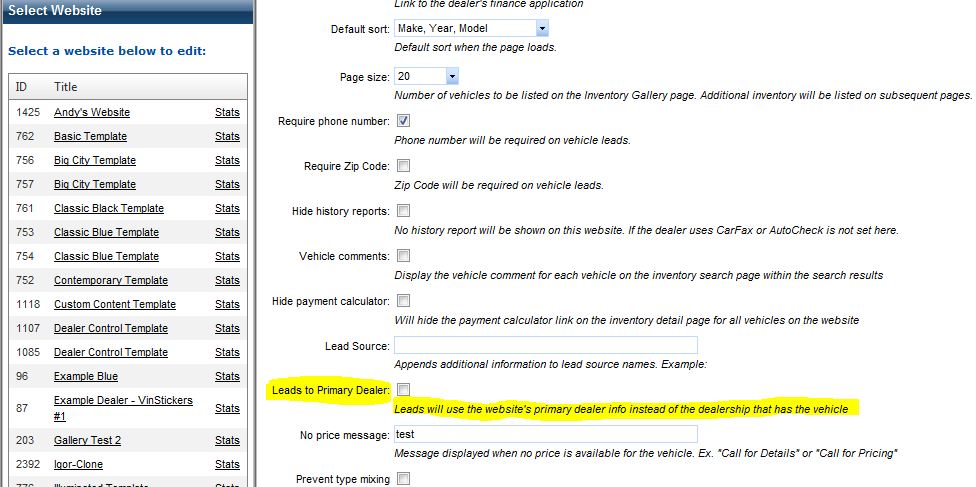 Select Website
Select a website below to edit:
ID Title
1425 Andy's Website Stats
762 Basic Template Stats
756 Big City Template Stats
757 Big City Template Stats
761 Classic Black Template Stats
753 Classic Blue Template Stats
754 Classic Blue Template Stats
752 Contemporary Template Stats
1118 Custom Content Template Stats
1107 Dealer Control Template Stats
1085 Dealer Control Template Stats
96 Example Blue Stats
87 Example Dealer - VinStickers Stats
#1
203 Gallery Test 2 Stats
2392 Igor-Clone Stats
776 Illuminated Template Stats
Link to the dealer's finance application
Default sort: Make, Year, Model
Default sort when the page loads.
Page size: 20
Number of vehicles to be listed on the Inventory Gallery page. Additional inventory will be listed on subsequent pages.
Require phone number:
Phone number will be required on vehicle leads.
Require Zip Code:
Zip Code will be required on vehicle leads.
Hide history reports:
No history report will be shown on this website. If the dealer uses CarFax or AutoCheck is not set here.
Vehicle comments:
Display the vehicle comment for each vehicle on the inventory search page within the search results
Hide payment calculator:
Will hide the payment calculator link on the inventory detail page for all vehicles on the website
Lead Source:
Appends additional information to lead source names. Example:
Leads to Primary Dealer:
Leads will use the website's primary dealer info instead of the dealership that has the vehicle
No price message: test
Message displayed when no price is available for the vehicle. Ex. "Call for Details" or "Call for Pricing"
Prevent type mixing